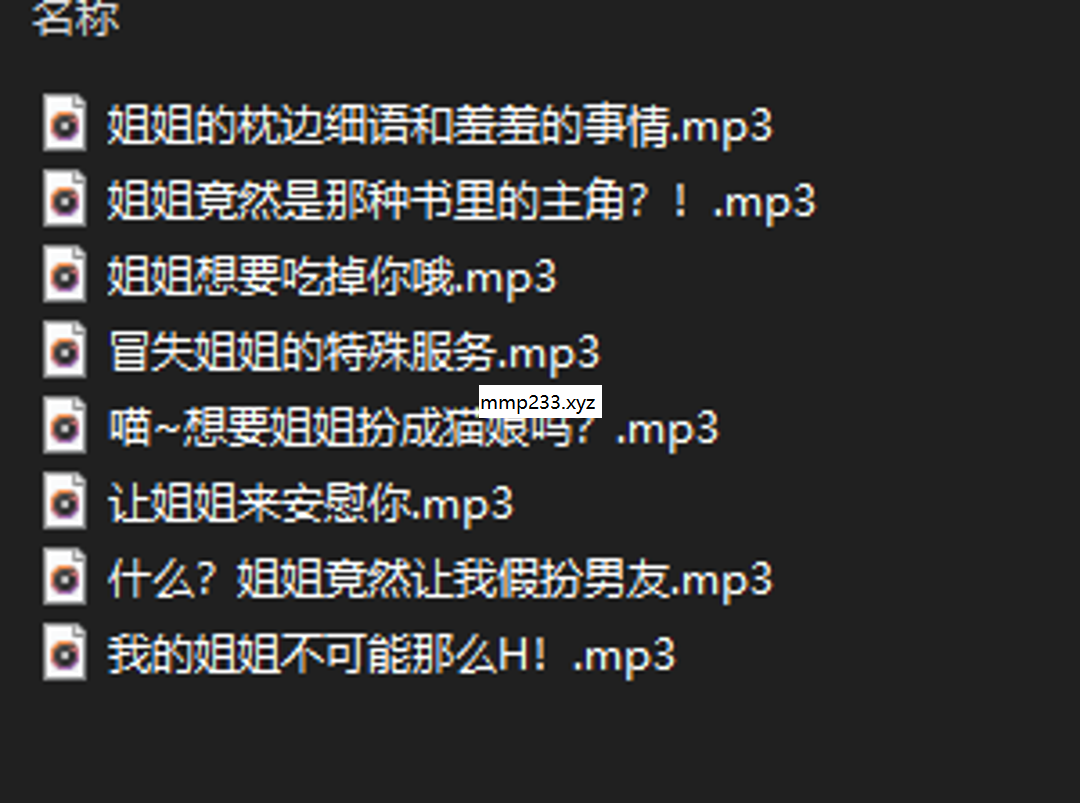 名称
姐姐的枕边细语和羞羞的事情.mp3
姐姐竟然是那种书里的主角？！.mp3
姐姐想要吃掉你哦.mp3
冒失姐姐的特殊服务.mp3
mmp233.xyz
喵~想要姐姐扮成猫娘吗？.mp3
让姐姐来安慰你.mp3
什么？姐姐竟然让我假扮男友.mp3
我的姐姐不可能那么H！.mp3